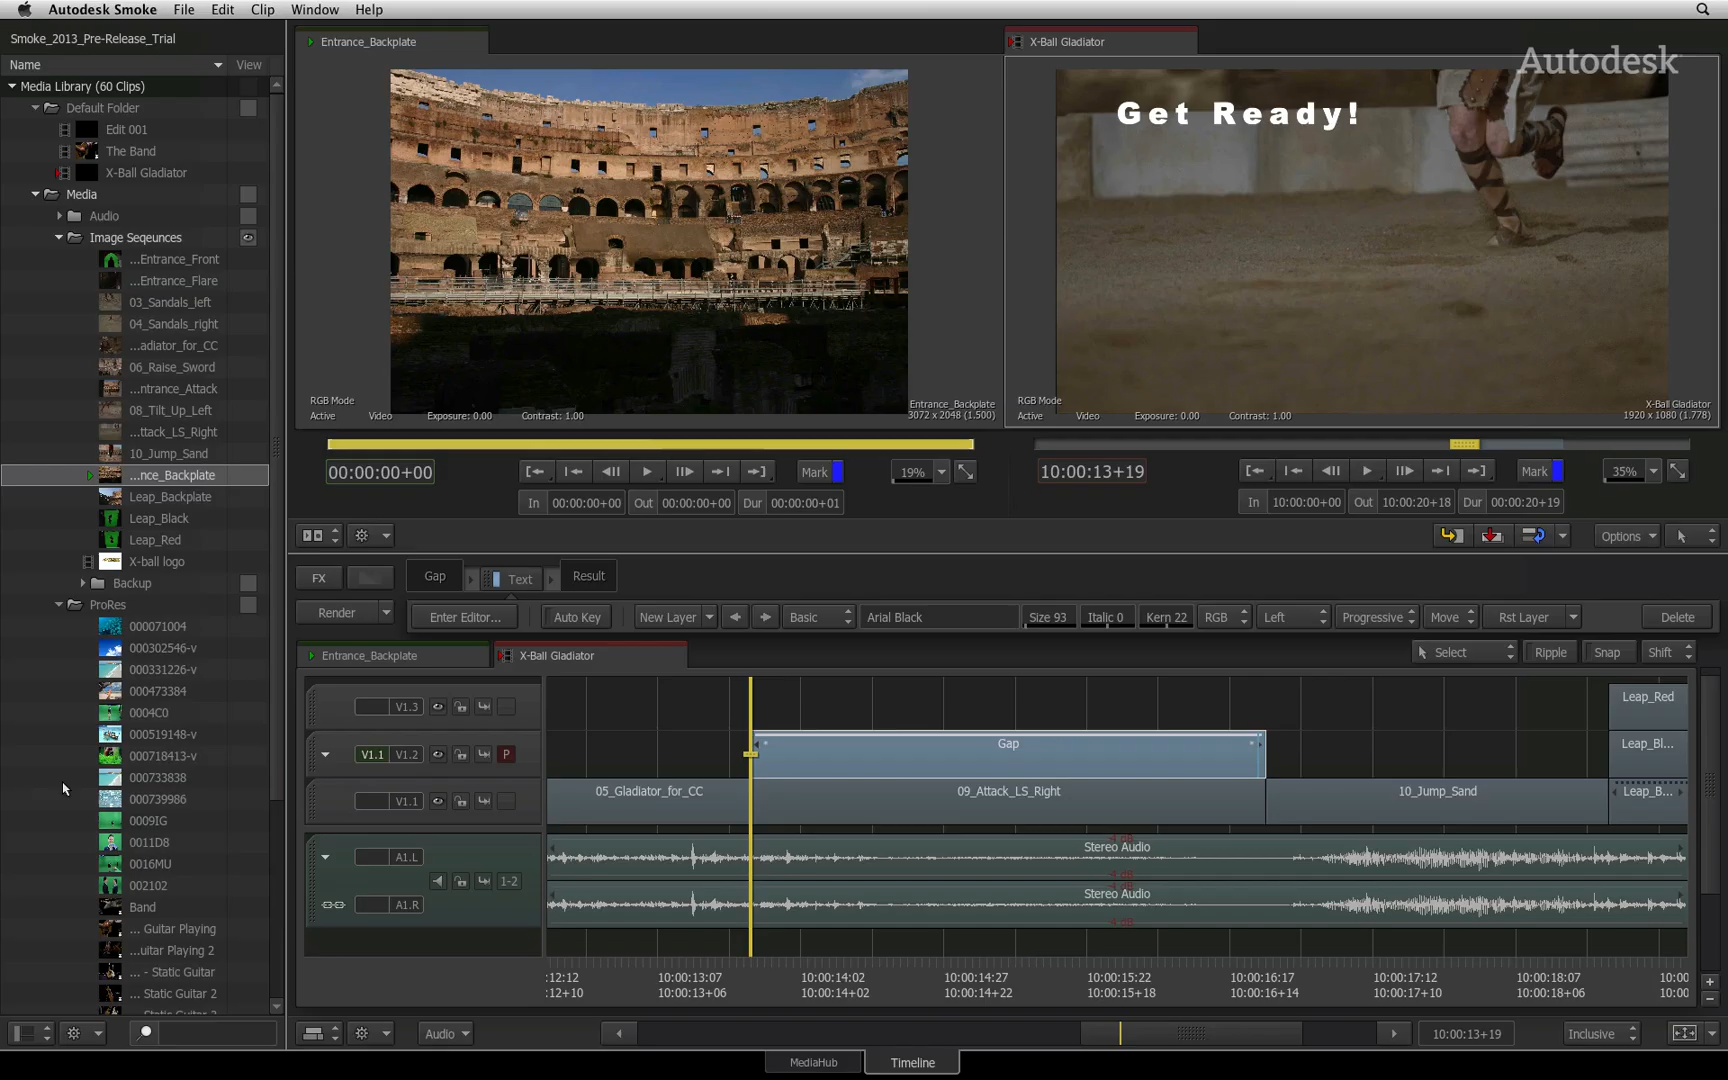 Autodesk Smoke File Edit Clip Window Help
Smoke_2013_Pre-Release_Trial
Name View
Media Library (60 Clips)
Default Folder
Edit 001
The Band
X-Ball Gladiator
Media
Audio
Image Seqeunces
...Entrance_Front
...Entrance_Flare
03_Sandals_left
04_Sandals_right
...adiator_for_CC
06_Raise_Sword
...ntrance_Attack
08_Tilt_Up_Left
...ttack_LS_Right
10_Jump_Sand
...nce_Backplate
Leap_Backplate
Leap_Black
Leap_Red
X-ball logo
Backup
ProRes
000071004
000302546-v
000331226-v
000473384
0004C0
000519148-v
000718413-v
000733838
000739986
0009IG
0011D8
0016MU
002102
Band
... Guitar Playing
...uitar Playing 2
... - Static Guitar
... Static Guitar 2
Entrance_Backplate
RGB Mode
Active Video Exposure: 0.00 Contrast: 1.00
Entrance_Backplate
3072 x 2048 (1.500)
00:00:00+00 Mark 19%
In 00:00:00+00 Out 00:00:00+00 Dur 00:00:00+01
X-Ball Gladiator
Autodesk
Get Ready!
RGB Mode
Active Video Exposure: 0.00 Contrast: 1.00
X-Ball Gladiator
1920 x 1080 (1.778)
10:00:13+19 Mark 35%
In 10:00:00+00 Out 10:00:20+18 Dur 00:00:20+19
Options
FX Gap Text Result
Render Enter Editor... Auto Key New Layer Basic Arial Black Size 93 Italic 0 Kern 22 RGB Left Progressive Move Rst Layer Delete
Entrance_Backplate X-Ball Gladiator Select Ripple Snap Shift
V1.3 Leap_Red
V1.1 V1.2 P Gap Leap_Bl...
V1.1 05_Gladiator_for_CC 09_Attack_LS_Right 10_Jump_Sand Leap_B...
-4 dB
A1.L Stereo Audio
1-2 -4 dB
-4 dB
A1.R Stereo Audio
-4 dB
:12:12 10:00:13:07 10:00:14:02 10:00:14:27 10:00:15:22 10:00:16:17 10:00:17:12 10:00:18:07 10:00
:12+10 10:00:13+06 10:00:14+02 10:00:14+22 10:00:15+18 10:00:16+14 10:00:17+10 10:00:18+06 10:00
Audio 10:00:13+19 Inclusive
MediaHub Timeline